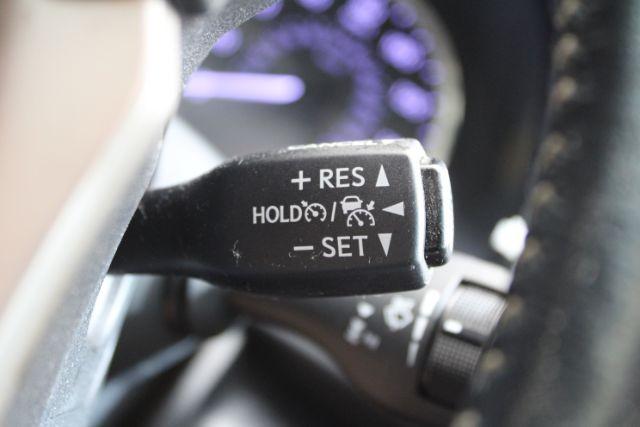 + RES ▲
HOLD / ◀
− SET ▼